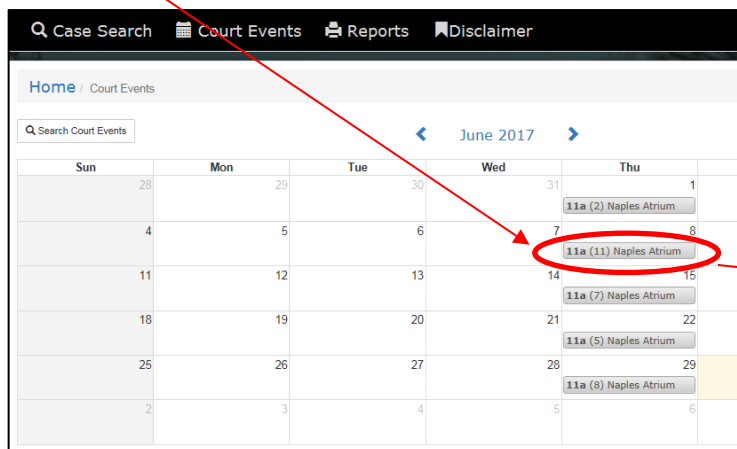 Case Search Court Events Reports Disclaimer
Home / Court Events
Search Court Events
June 2017
Sun Mon Tue Wed Thu
28 29 30 31 1
11a (2) Naples Atrium
4 5 6 7 8
11a (11) Naples Atrium
11 12 13 14 15
11a (7) Naples Atrium
18 19 20 21 22
11a (5) Naples Atrium
25 26 27 28 29
11a (8) Naples Atrium
2 3 4 5 6